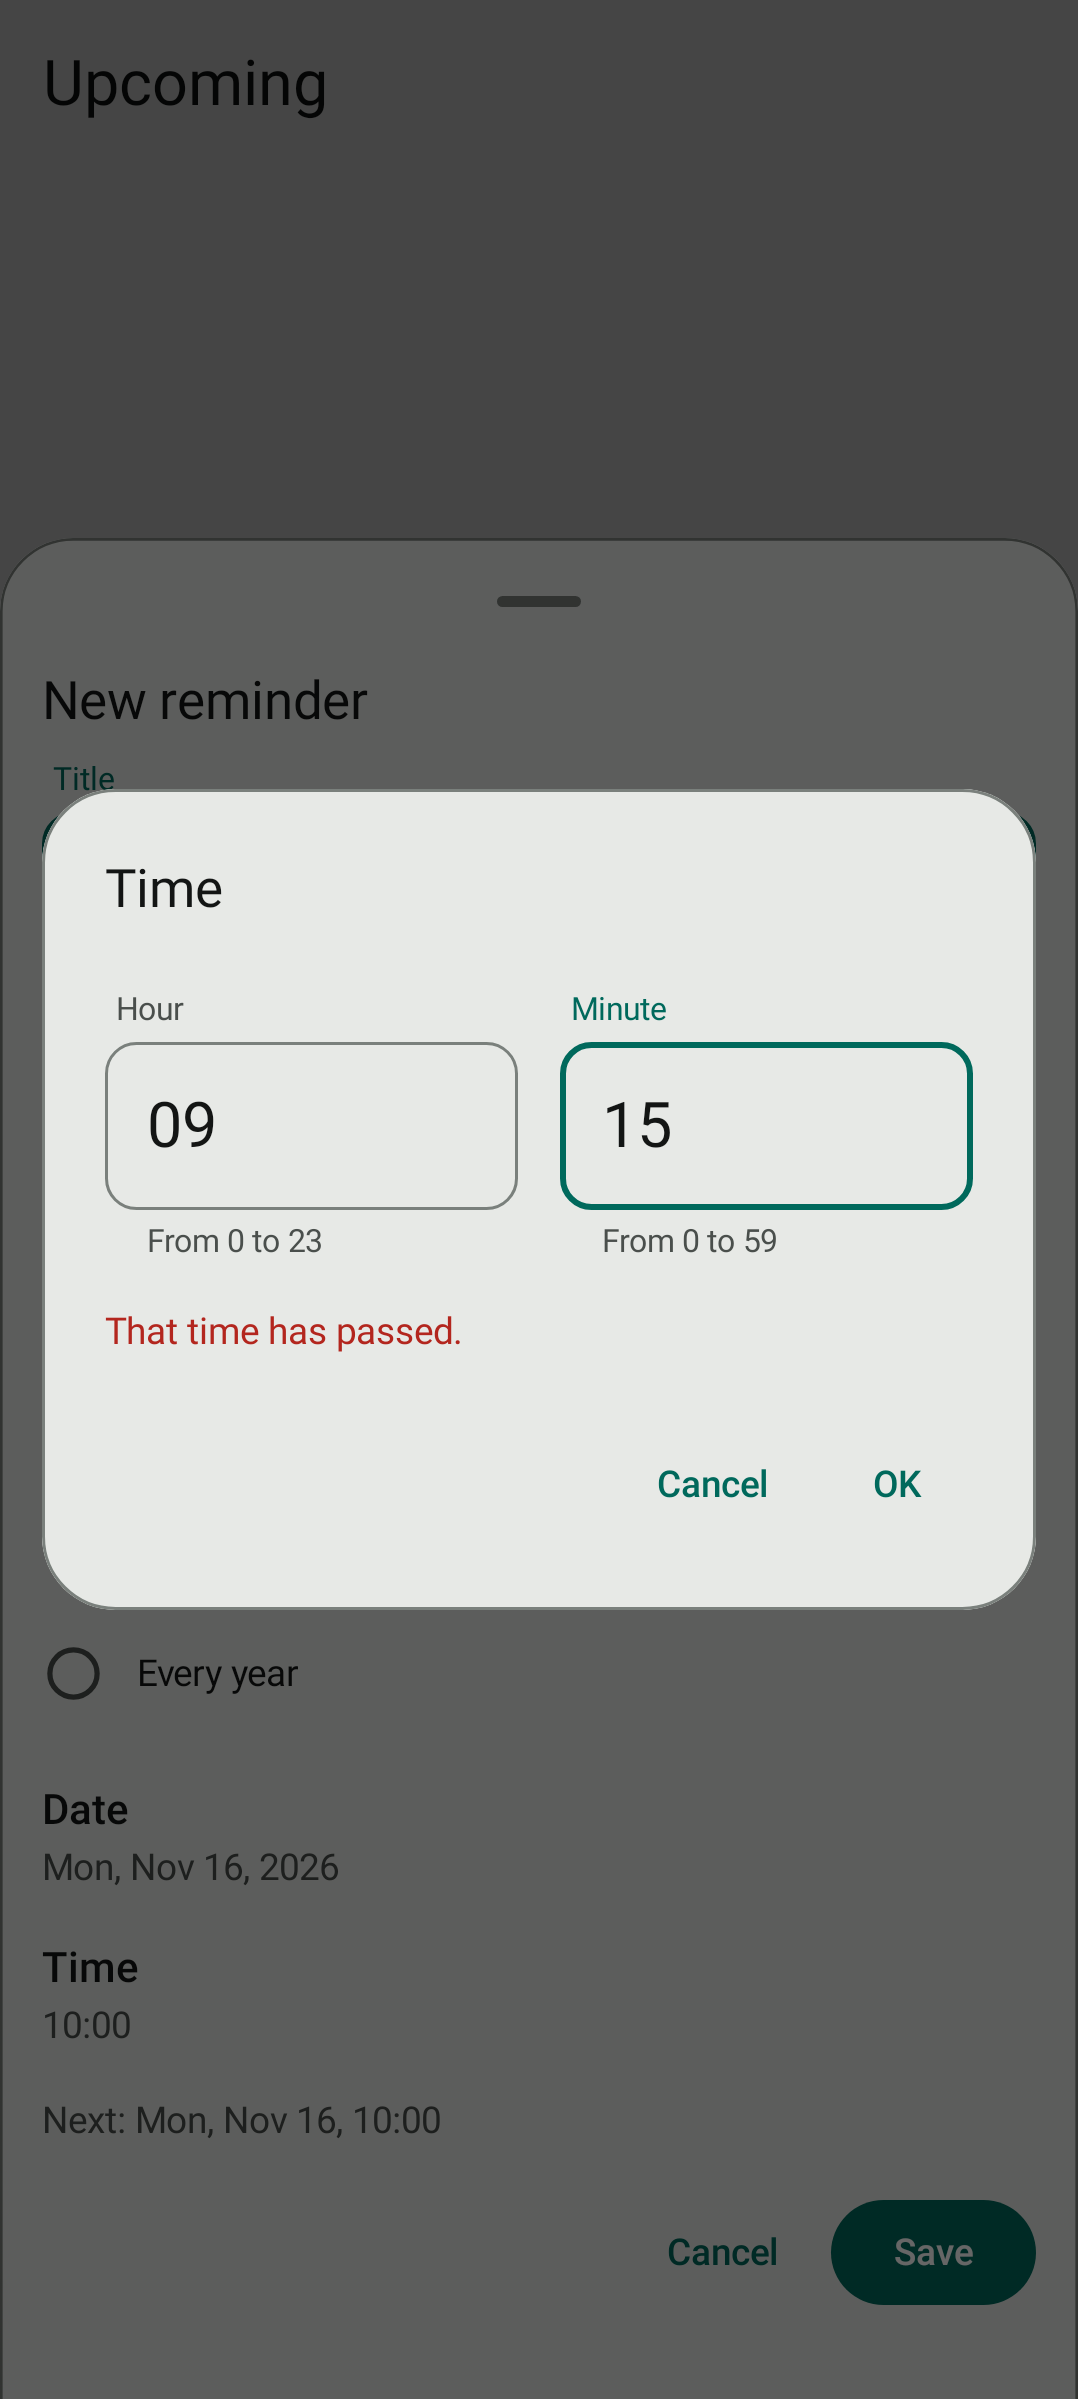 Upcoming
New reminder
Title
Time
Hour
Minute
09
15
From 0 to 23
From 0 to 59
That time has passed.
Cancel
OK
Every year
Date
Mon, Nov 16, 2026
Time
10:00
Next: Mon, Nov 16, 10:00
Cancel
Save